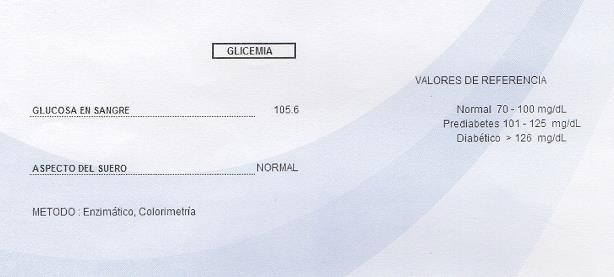 GLICEMIA
VALORES DE REFERENCIA
GLUCOSA EN SANGRE 105.6
Normal 70 - 100 mg/dL
Prediabetes 101 - 125 mg/dL
Diabético > 126 mg/dL
ASPECTO DEL SUERO NORMAL
METODO : Enzimático, Colorimetría